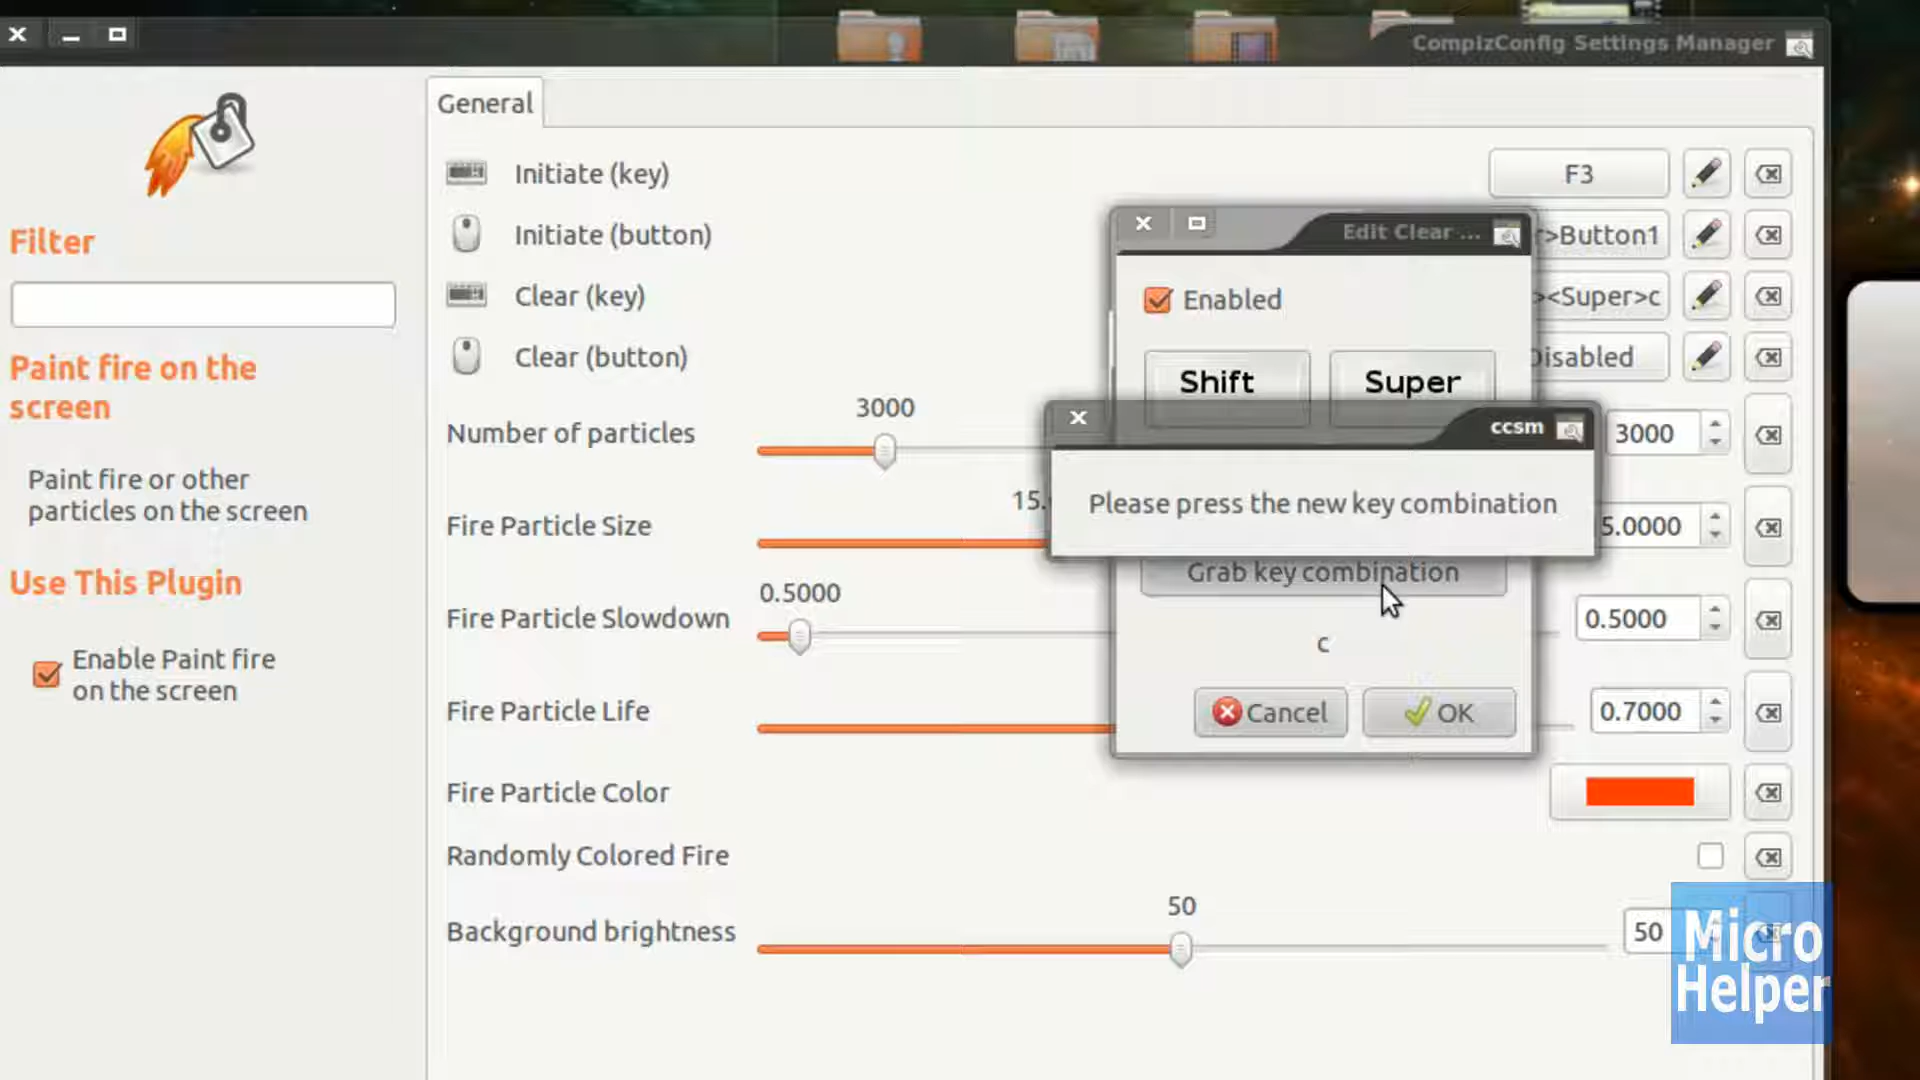 CompizConfig Settings Manager
General
Filter
Paint fire on the
screen
Paint fire or other
particles on the screen
Use This Plugin
Enable Paint fire
on the screen
Initiate (key)
F3
Initiate (button)
>Button1
Clear (key)
><Super>c
Clear (button)
Disabled
Number of particles
3000
3000
Fire Particle Size
15.
5.0000
Fire Particle Slowdown
0.5000
0.5000
Fire Particle Life
0.7000
Fire Particle Color
Randomly Colored Fire
Background brightness
50
50
Edit Clear ...
Enabled
Shift
Super
ccsm
Please press the new key combination
Grab key combination
c
Cancel
OK
Micro
Helper